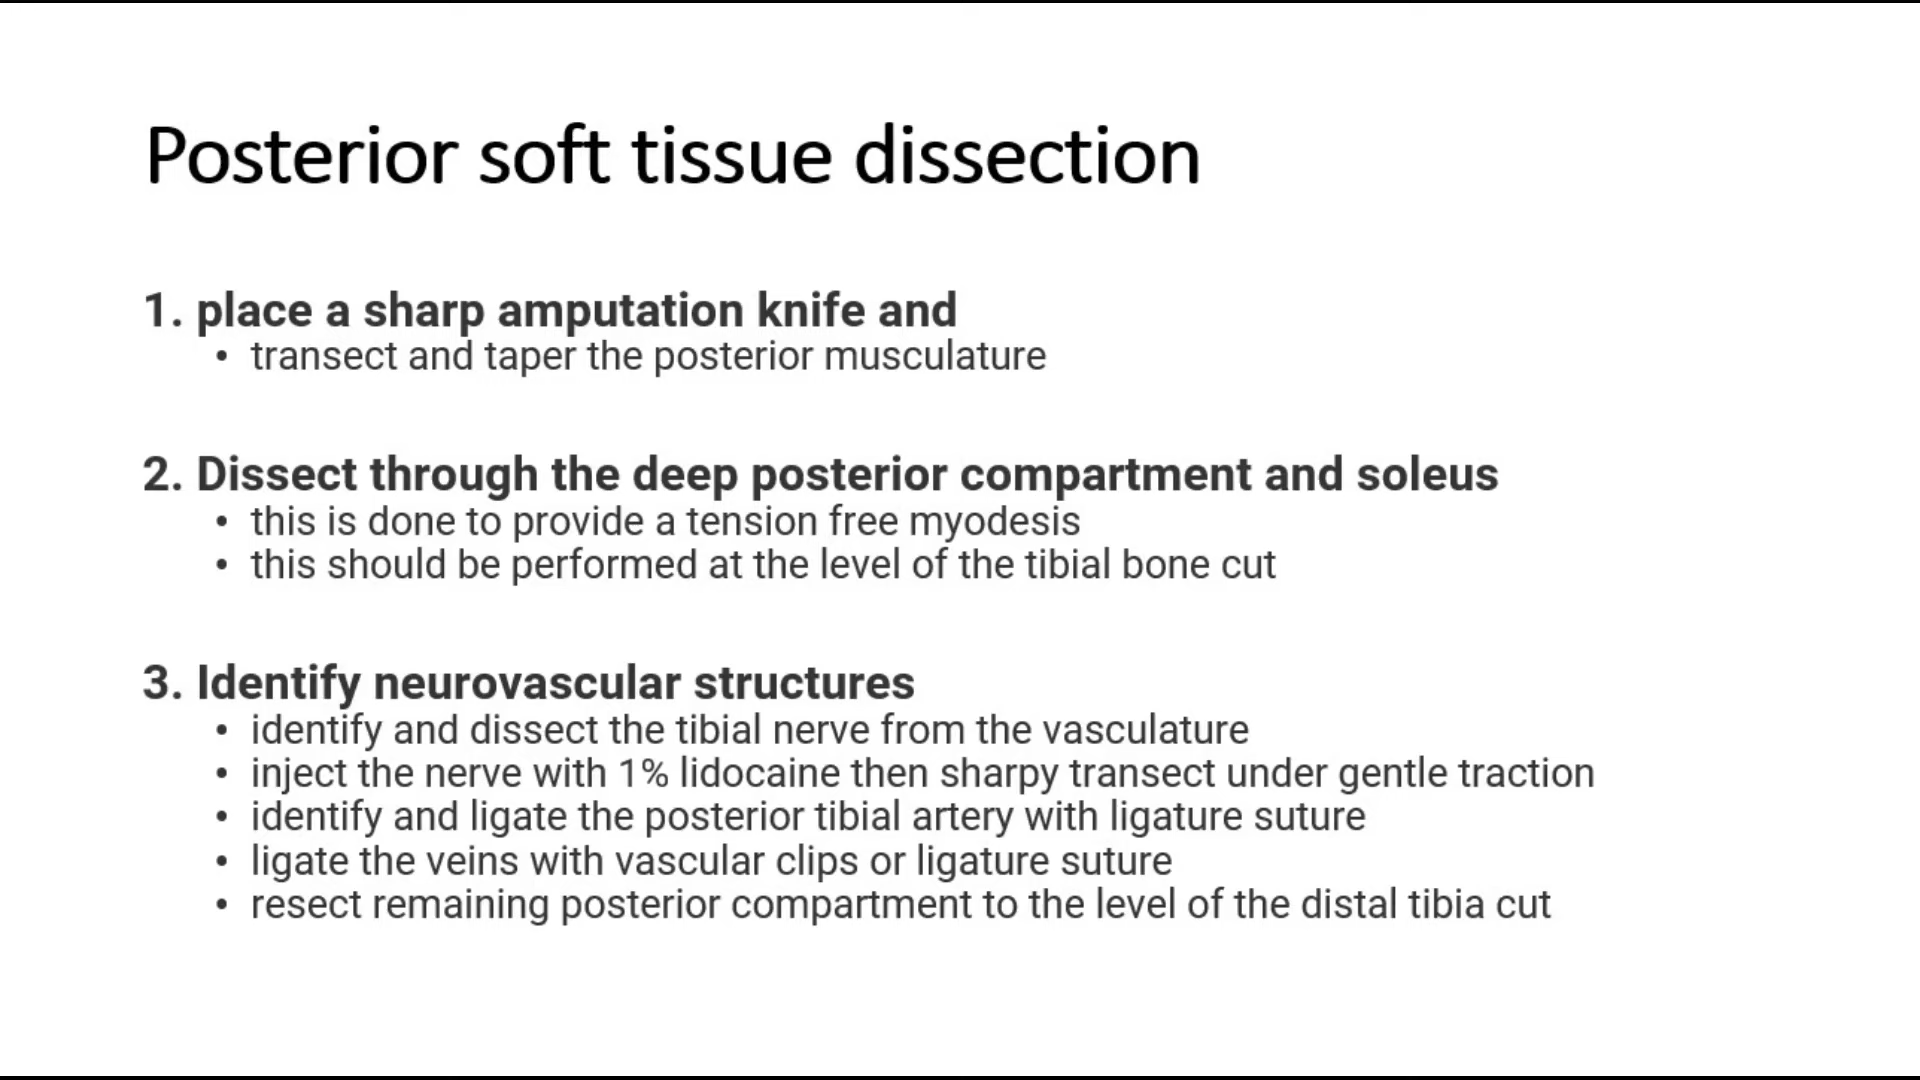 Posterior soft tissue dissection
1. place a sharp amputation knife and
• transect and taper the posterior musculature
2. Dissect through the deep posterior compartment and soleus
• this is done to provide a tension free myodesis
• this should be performed at the level of the tibial bone cut
3. Identify neurovascular structures
• identify and dissect the tibial nerve from the vasculature
• inject the nerve with 1% lidocaine then sharpy transect under gentle traction
• identify and ligate the posterior tibial artery with ligature suture
• ligate the veins with vascular clips or ligature suture
• resect remaining posterior compartment to the level of the distal tibia cut